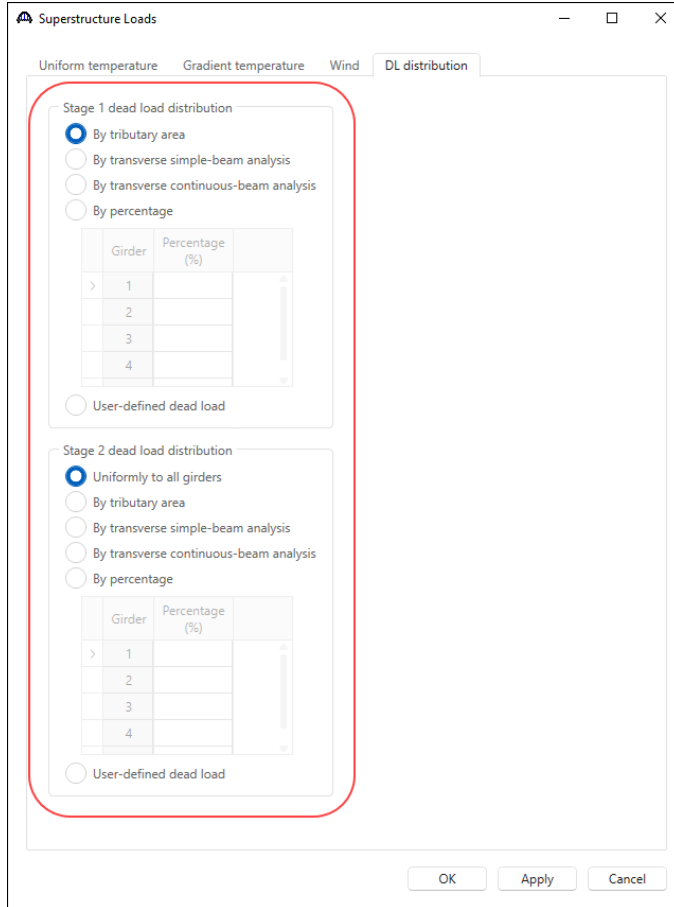 Superstructure Loads
Uniform temperature Gradient temperature Wind DL distribution
Stage 1 dead load distribution
By tributary area
By transverse simple-beam analysis
By transverse continuous-beam analysis
By percentage
Girder Percentage (%)
1
2
3
4
User-defined dead load
Stage 2 dead load distribution
Uniformly to all girders
By tributary area
By transverse simple-beam analysis
By transverse continuous-beam analysis
By percentage
Girder Percentage (%)
1
2
3
4
User-defined dead load
OK Apply Cancel